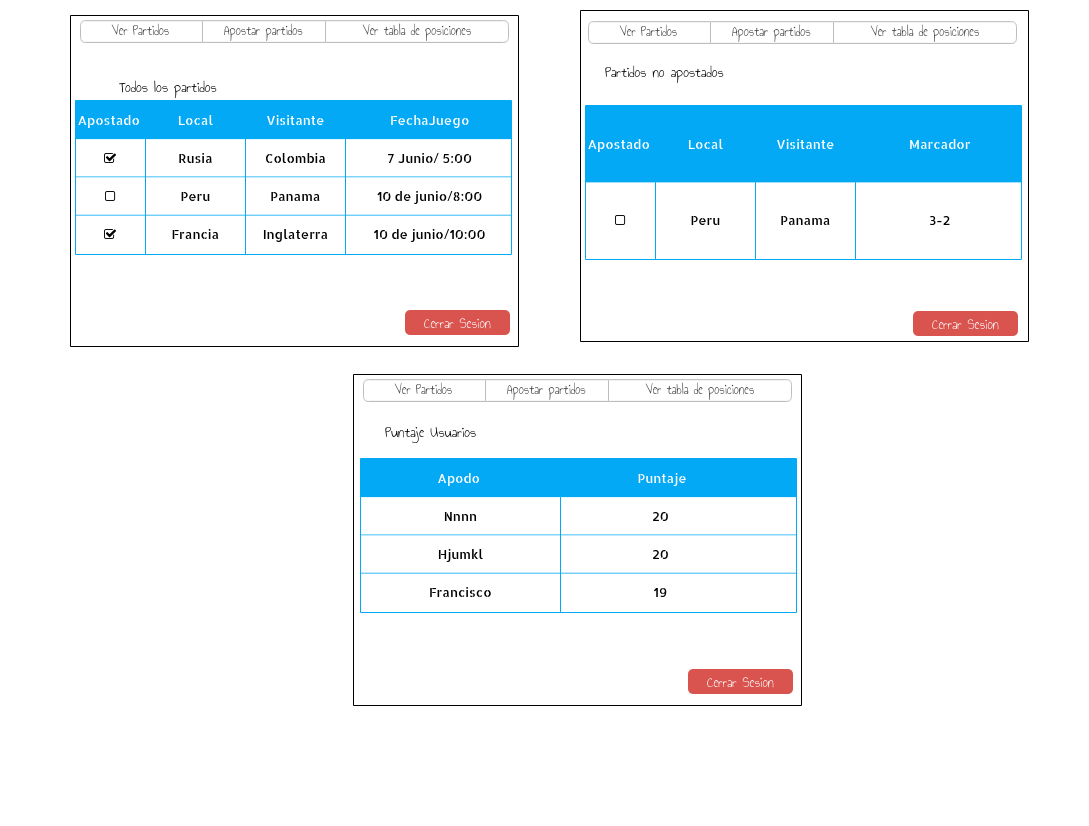 Ver Partidos Apostar partidos Ver tabla de posiciones
Todos los partidos
Apostado Local Visitante FechaJuego
Rusia Colombia 7 Junio/ 5:00
Peru Panama 10 de junio/8:00
Francia Inglaterra 10 de junio/10:00
Cerrar Sesion
Ver Partidos Apostar partidos Ver tabla de posiciones
Partidos no apostados
Apostado Local Visitante Marcador
Peru Panama 3-2
Cerrar Sesion
Ver Partidos Apostar partidos Ver tabla de posiciones
Puntaje Usuarios
Apodo Puntaje
Nnnn 20
Hjumkl 20
Francisco 19
Cerrar Sesion